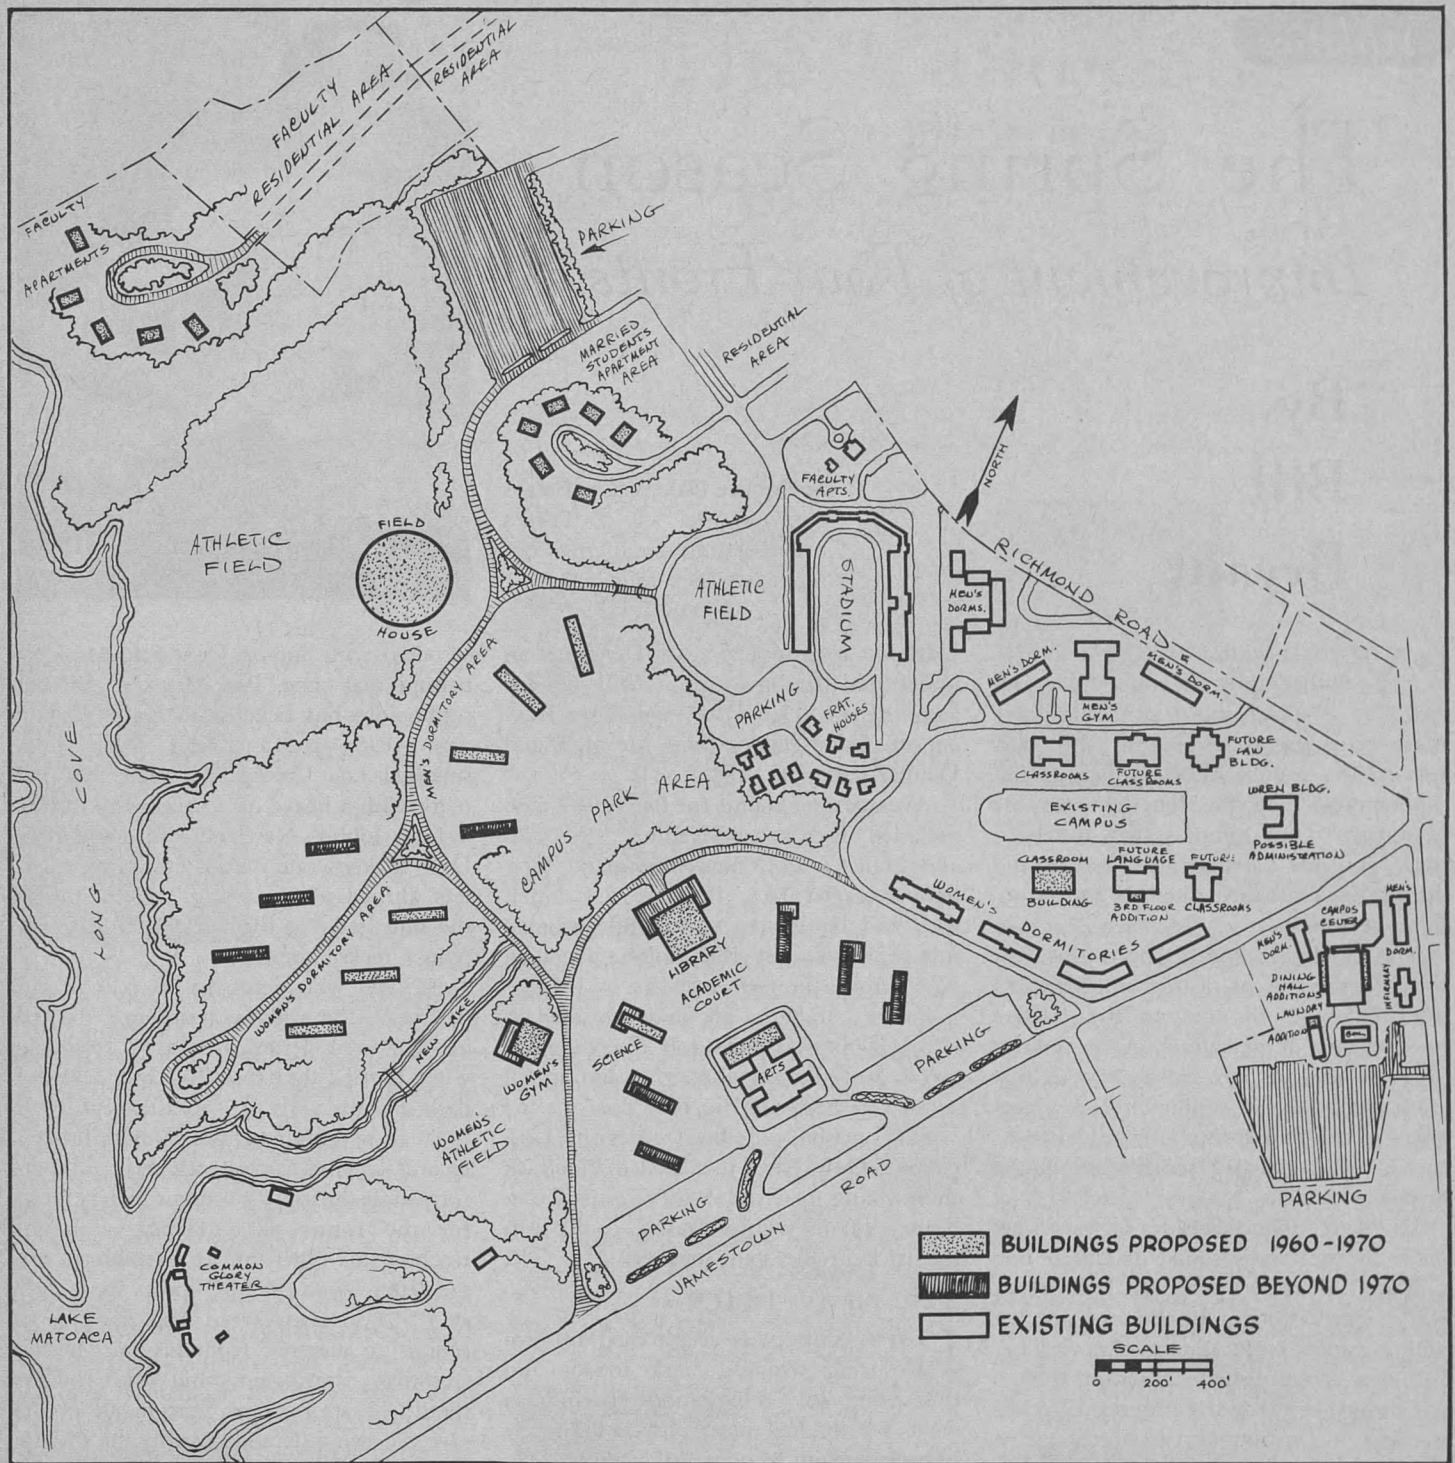 FACULTY
RESIDENTIAL AREA
RESIDENTIAL
AREA
FACULTY
APARTMENTS
PARKING
MARRIED
STUDENTS
APARTMENT
AREA
RESIDENTIAL
AREA
FACULTY
APTS.
NORTH
RICHMOND ROAD
ATHLETIC
FIELD
FIELD
HOUSE
ATHLETIC
FIELD
STADIUM
MEN'S
DORMS.
MEN'S DORM.
MEN'S
GYM
MEN'S DORM.
MEN'S DORMITORY AREA
PARKING
FRAT.
HOUSES
CLASSROOMS
FUTURE
CLASSROOMS
FUTURE
LAW
BLDG.
CAMPUS PARK AREA
EXISTING
CAMPUS
WREN BLDG.
POSSIBLE
ADMINISTRATION
CLASSROOM
BUILDING
FUTURE
LANGUAGE
3RD FLOOR
ADDITION
FUTURE
CLASSROOMS
LONG COVE
WOMEN'S DORMITORY AREA
NEW LAKE
LIBRARY
ACADEMIC
COURT
WOMEN'S
DORMITORIES
MEN'S
DORM.
CAMPUS
CENTER
MEN'S
DORM.
DINING
HALL
ADDITIONS
INFIRMARY
LAUNDRY
ADDITION
WOMEN'S
GYM
SCIENCE
ARTS
PARKING
WOMEN'S
ATHLETIC
FIELD
PARKING
JAMESTOWN ROAD
PARKING
COMMON
GLORY
THEATER
LAKE
MATOACA
BUILDINGS PROPOSED 1960-1970
BUILDINGS PROPOSED BEYOND 1970
EXISTING BUILDINGS
SCALE
0 200' 400'